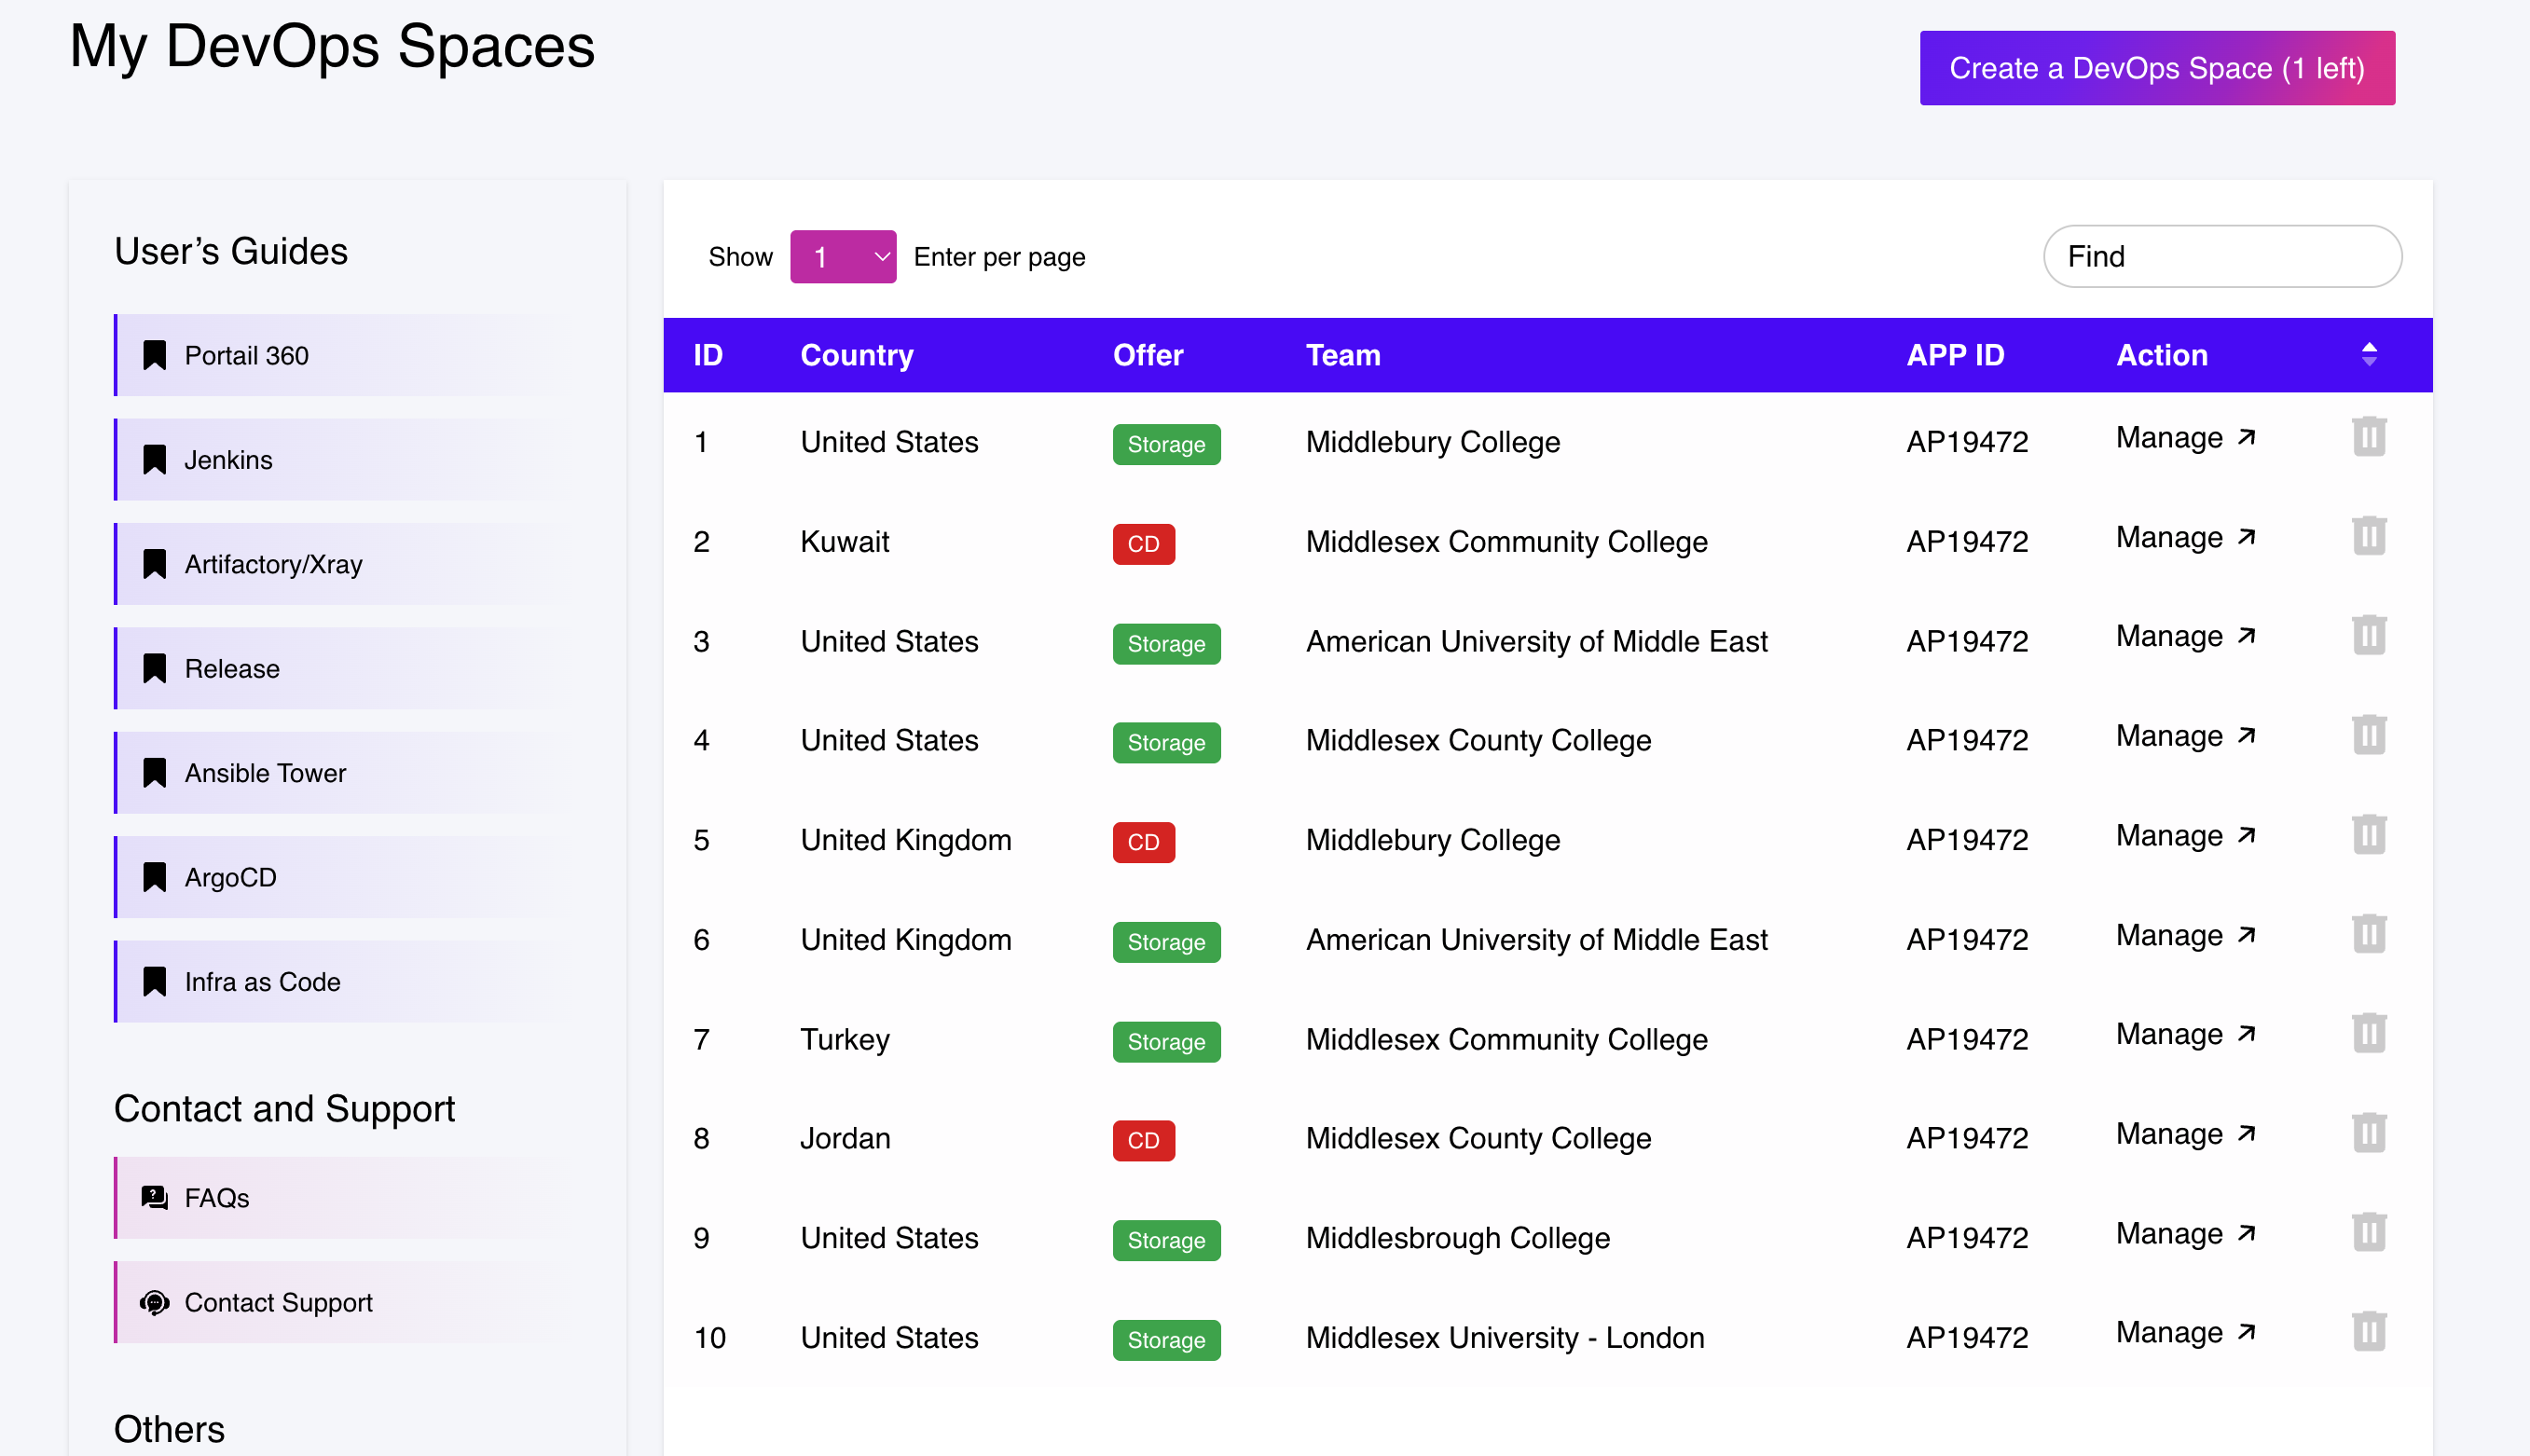 My DevOps Spaces
Create a DevOps Space (1 left)
User’s Guides
Portail 360
Jenkins
Artifactory/Xray
Release
Ansible Tower
ArgoCD
Infra as Code
Contact and Support
FAQs
Contact Support
Others
Show 1 Enter per page
Find
ID Country Offer Team APP ID Action
1 United States Storage Middlebury College AP19472 Manage
2 Kuwait CD Middlesex Community College AP19472 Manage
3 United States Storage American University of Middle East AP19472 Manage
4 United States Storage Middlesex County College AP19472 Manage
5 United Kingdom CD Middlebury College AP19472 Manage
6 United Kingdom Storage American University of Middle East AP19472 Manage
7 Turkey Storage Middlesex Community College AP19472 Manage
8 Jordan CD Middlesex County College AP19472 Manage
9 United States Storage Middlesbrough College AP19472 Manage
10 United States Storage Middlesex University - London AP19472 Manage